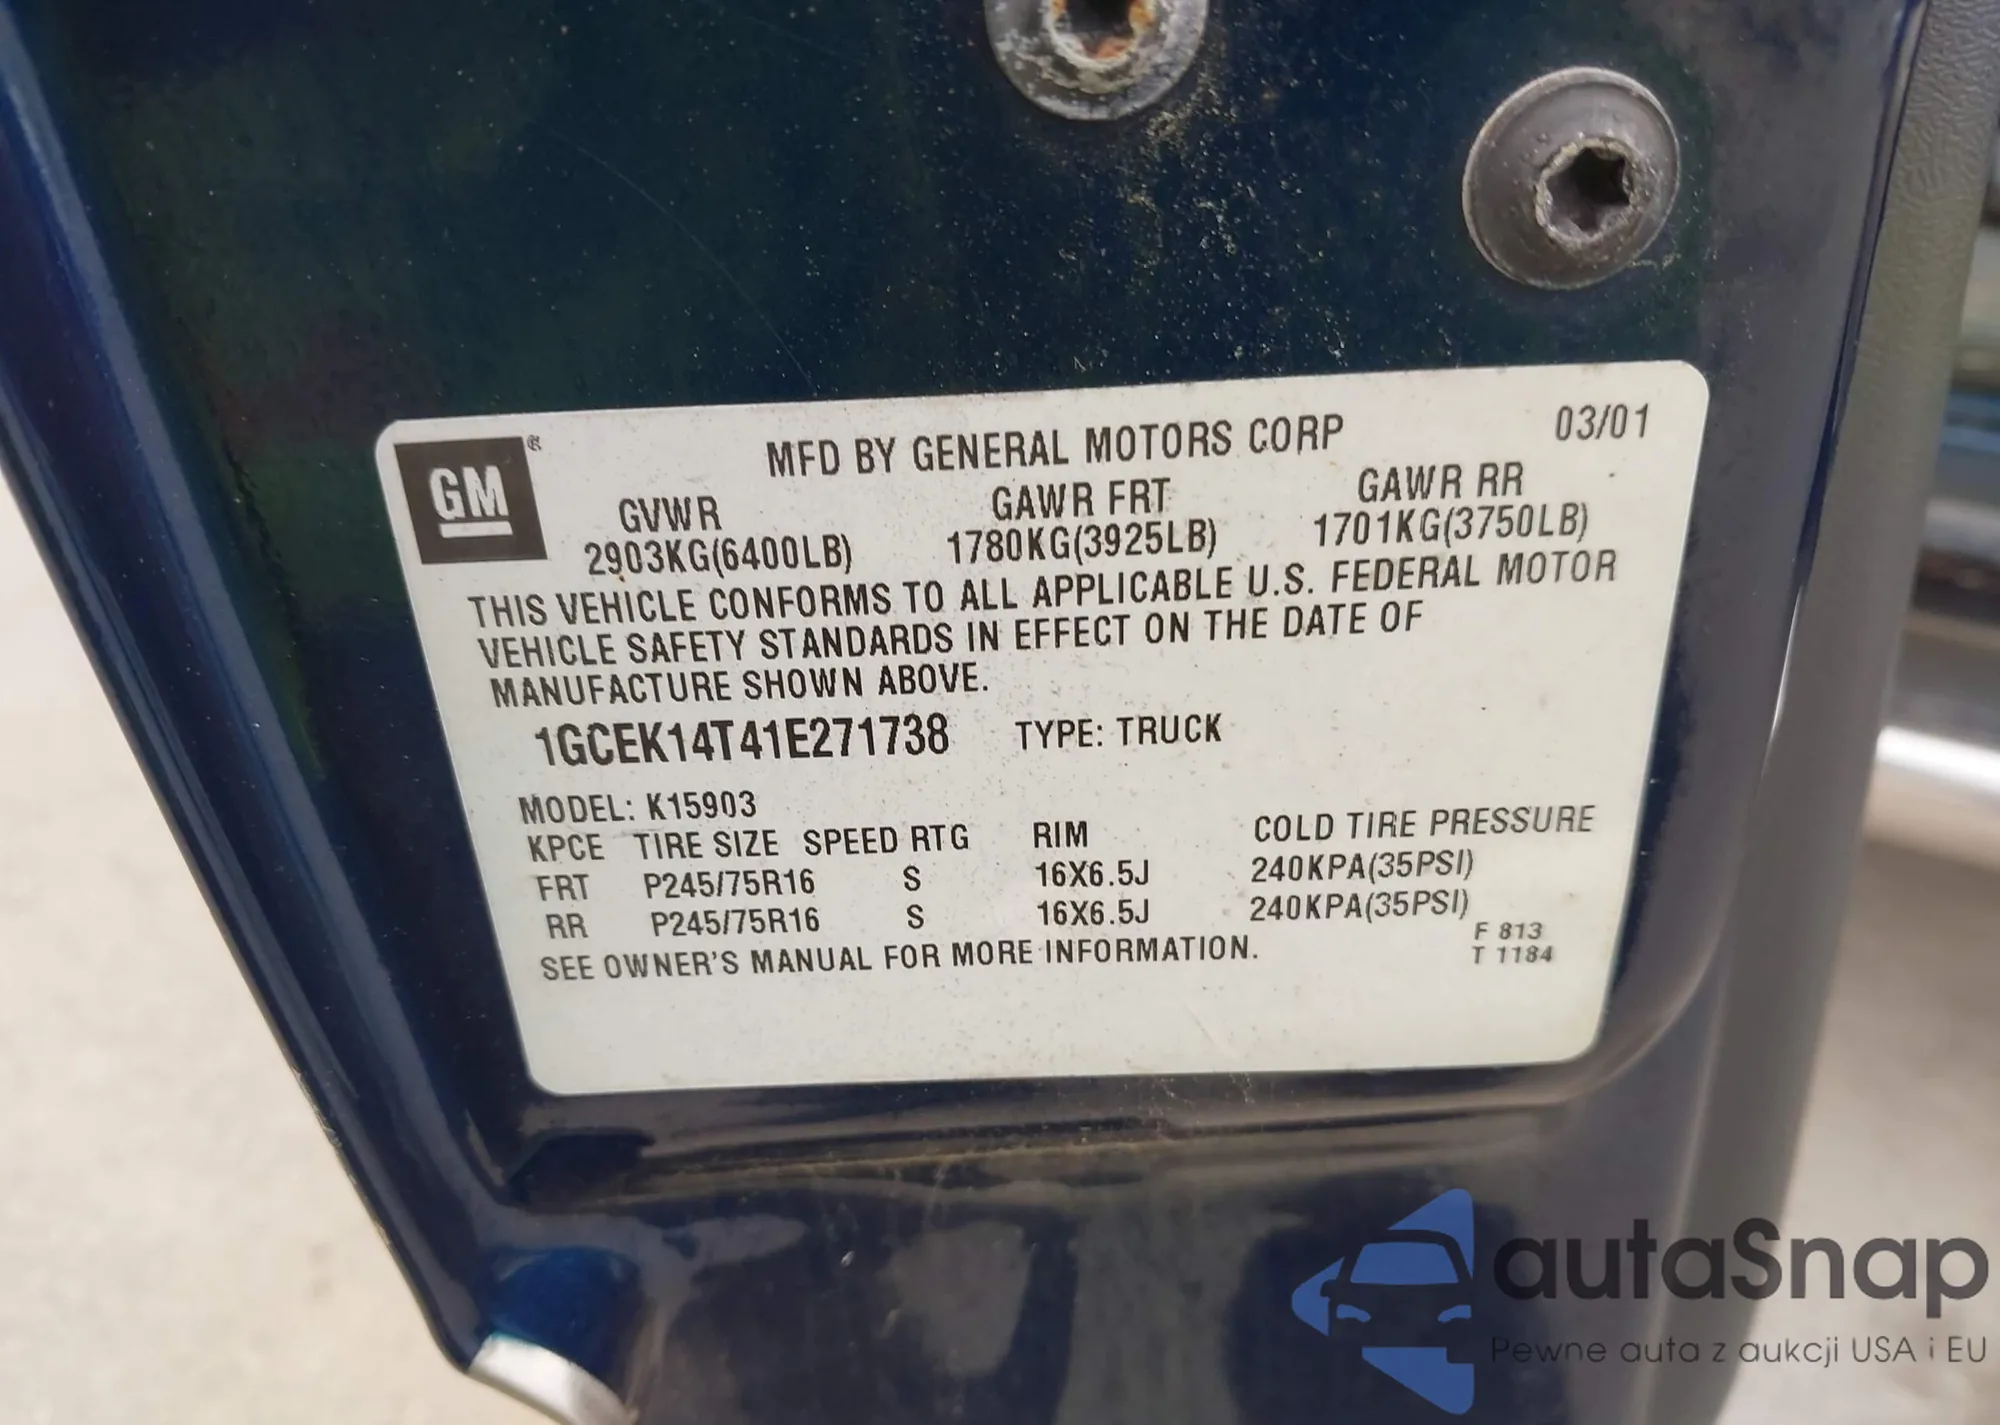 GM®
MFD BY GENERAL MOTORS CORP 03/01
GVWR GAWR FRT GAWR RR
2903KG(6400LB) 1780KG(3925LB) 1701KG(3750LB)
THIS VEHICLE CONFORMS TO ALL APPLICABLE U.S. FEDERAL MOTOR
VEHICLE SAFETY STANDARDS IN EFFECT ON THE DATE OF
MANUFACTURE SHOWN ABOVE.
1GCEK14T41E271738 TYPE: TRUCK
MODEL: K15903
KPCE TIRE SIZE SPEED RTG RIM COLD TIRE PRESSURE
FRT P245/75R16 S 16X6.5J 240KPA(35PSI)
RR P245/75R16 S 16X6.5J 240KPA(35PSI)
SEE OWNER'S MANUAL FOR MORE INFORMATION.
F 813
T 1184
autaSnap
Pewne auta z aukcji USA i EU